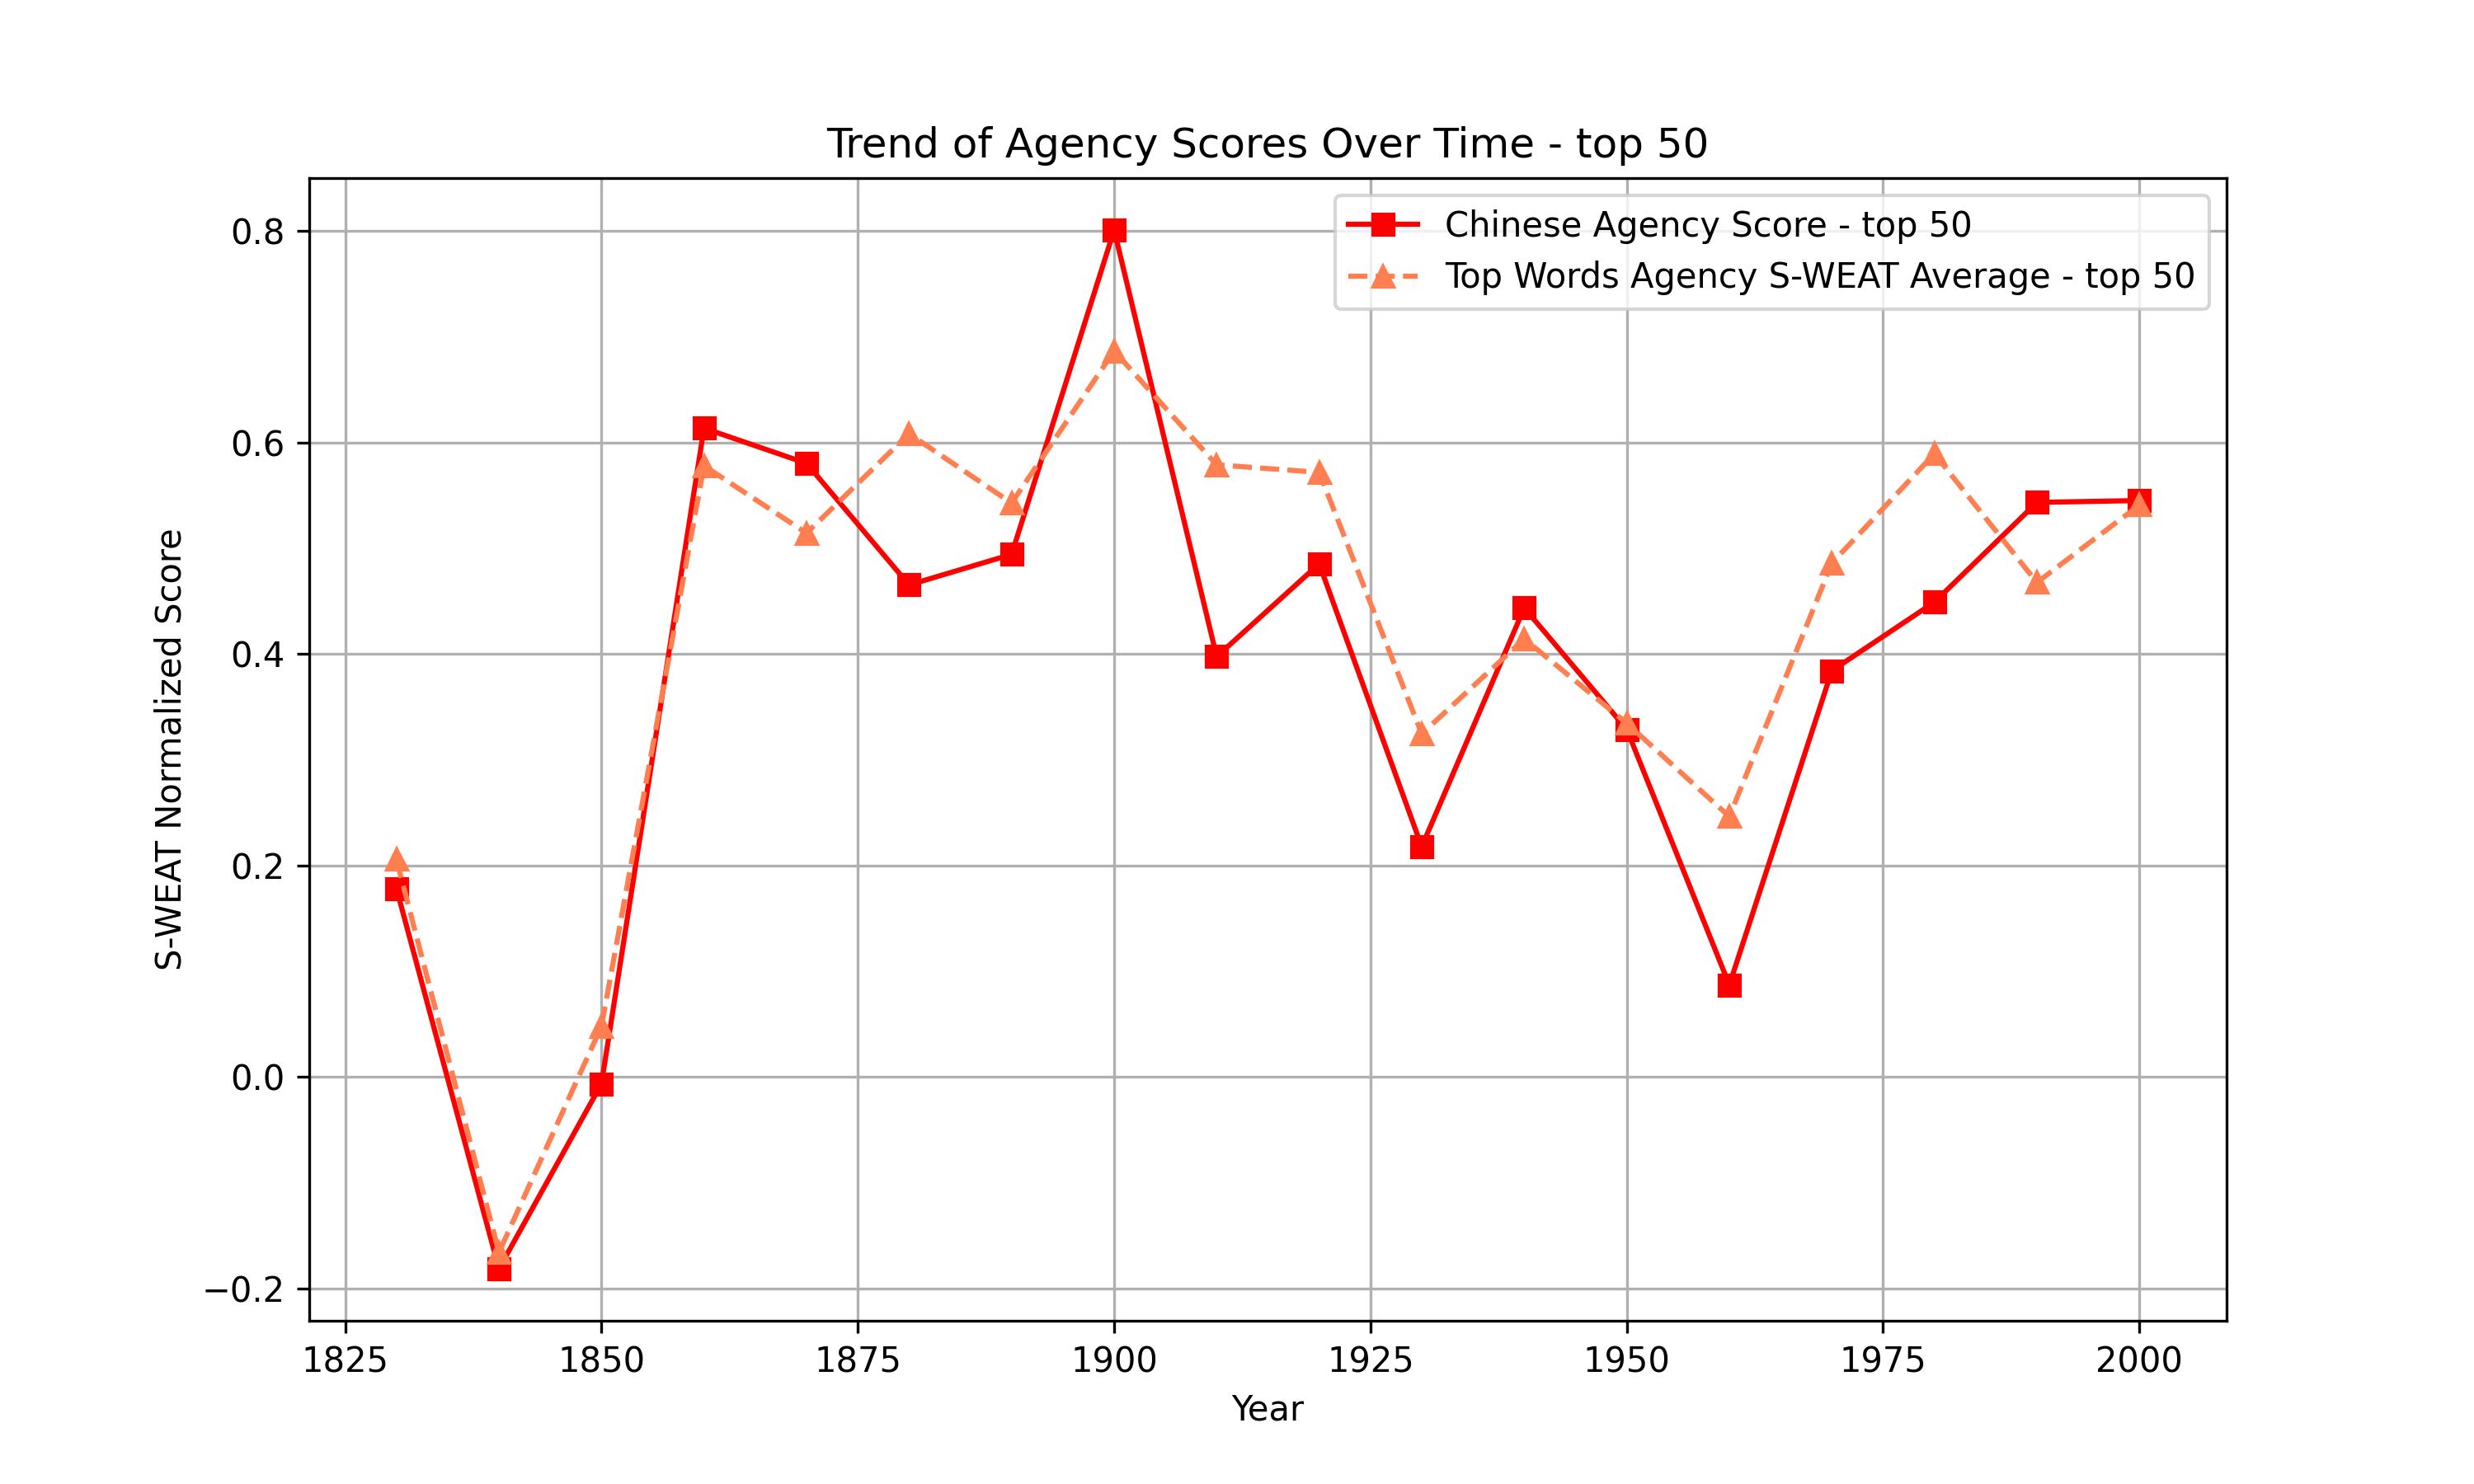 Trend of Agency Scores Over Time - top 50
Chinese Agency Score - top 50
Top Words Agency S-WEAT Average - top 50
S-WEAT Normalized Score
0.8
0.6
0.4
0.2
0.0
−0.2
1825 1850 1875 1900 1925 1950 1975 2000
Year